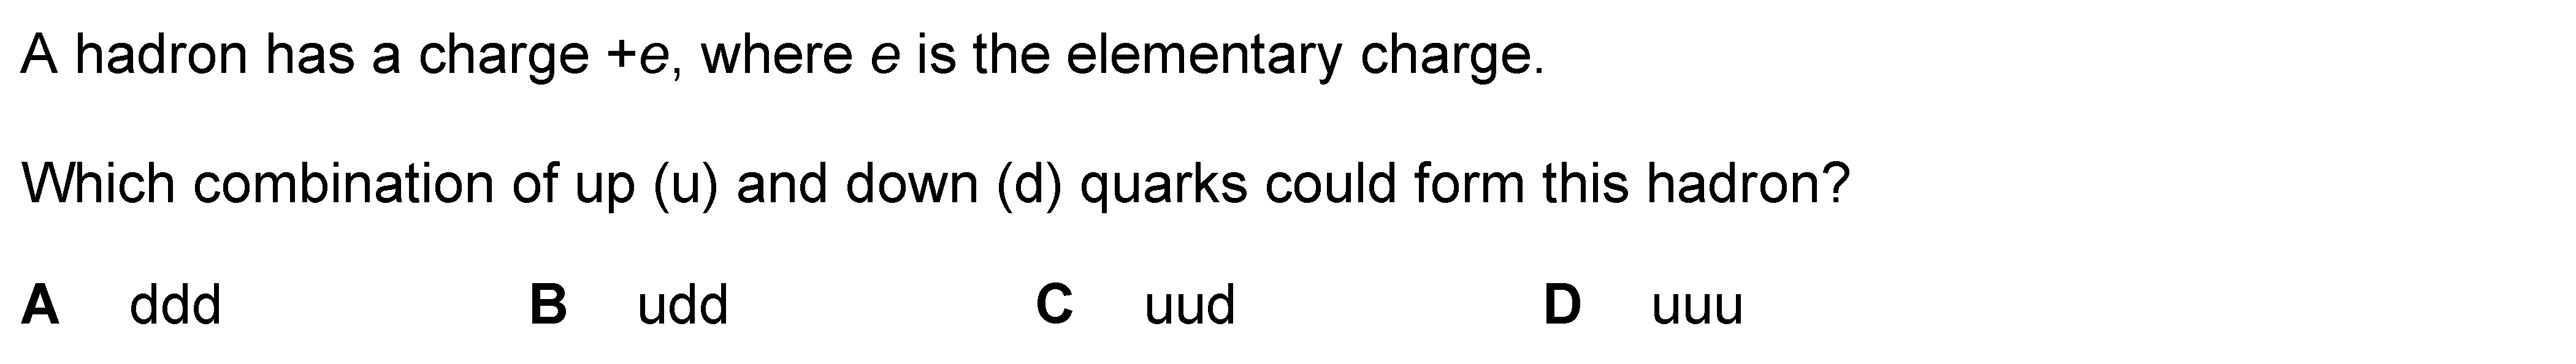 A hadron has a charge +e, where e is the elementary charge.
Which combination of up (u) and down (d) quarks could form this hadron?
A ddd B udd C uud D uuu